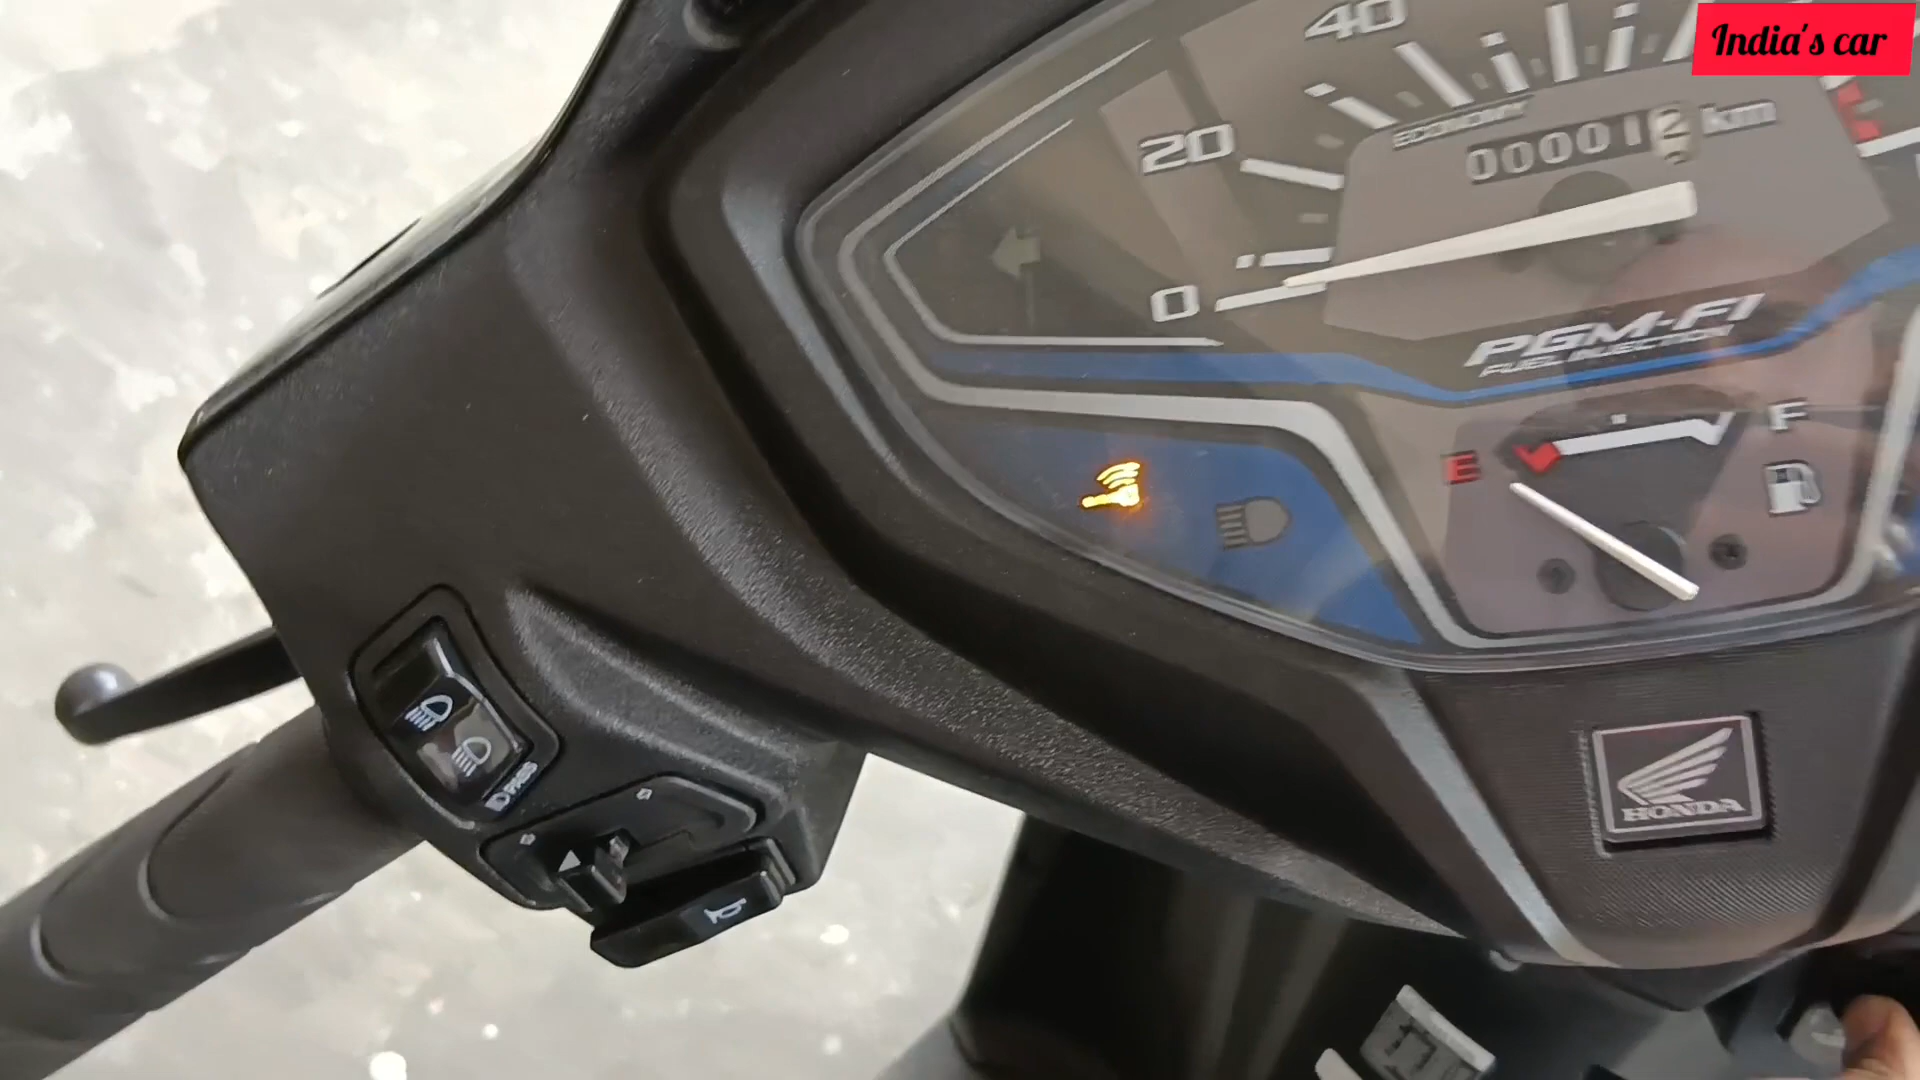 India's car
40
20
ECONOMY
000012 km
0
PGM-FI
FUEL INJECTION
E
F
PASS
HONDA